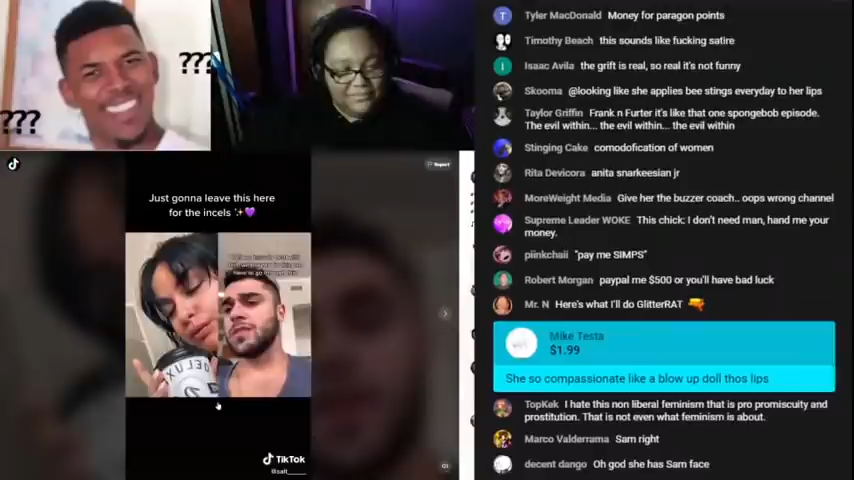 ???
???
Report
Just gonna leave this here
for the incels ✨💜
TikTok
Tyler MacDonald Money for paragon points
Timothy Beach this sounds like fucking satire
Isaac Avila the grift is real, so real it's not funny
Skooma @looking like she applies bee stings everyday to her lips
Taylor Griffin Frank n Furter it's like that one spongebob episode.
The evil within... the evil within... the evil within
Stinging Cake comodofication of women
Rita Devicora anita snarkeesian jr
MoreWeight Media Give her the buzzer coach.. oops wrong channel
Supreme Leader WOKE This chick: I don't need man, hand me your
money.
piinkchaii "pay me SIMPS"
Robert Morgan paypal me $500 or you'll have bad luck
Mr. N Here's what I'll do GlitterRAT
Mike Testa
$1.99
She so compassionate like a blow up doll thos lips
TopKek I hate this non liberal feminism that is pro promiscuity and
prostitution. That is not even what feminism is about.
Marco Valderrama Sam right
decent dango Oh god she has Sam face